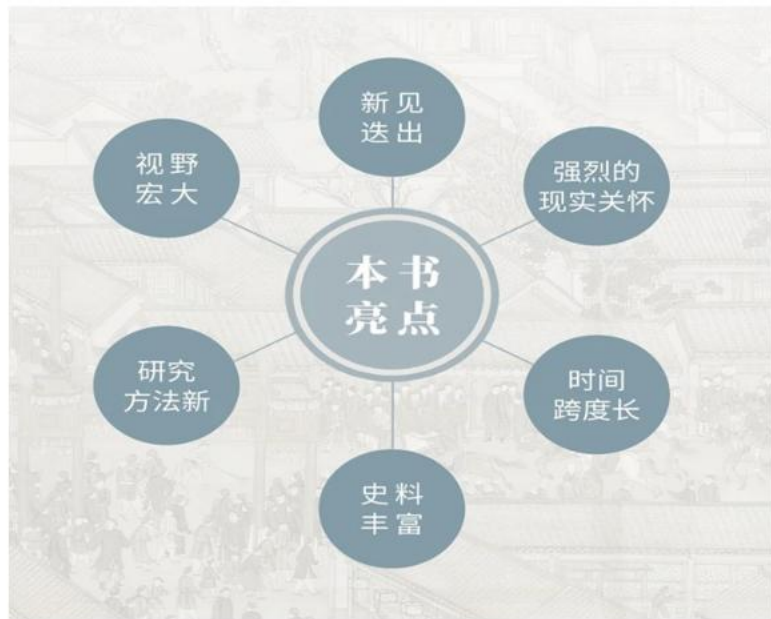 新见
迭出
视野
宏大
强烈的
现实关怀
本书
亮点
研究
方法新
时间
跨度长
史料
丰富